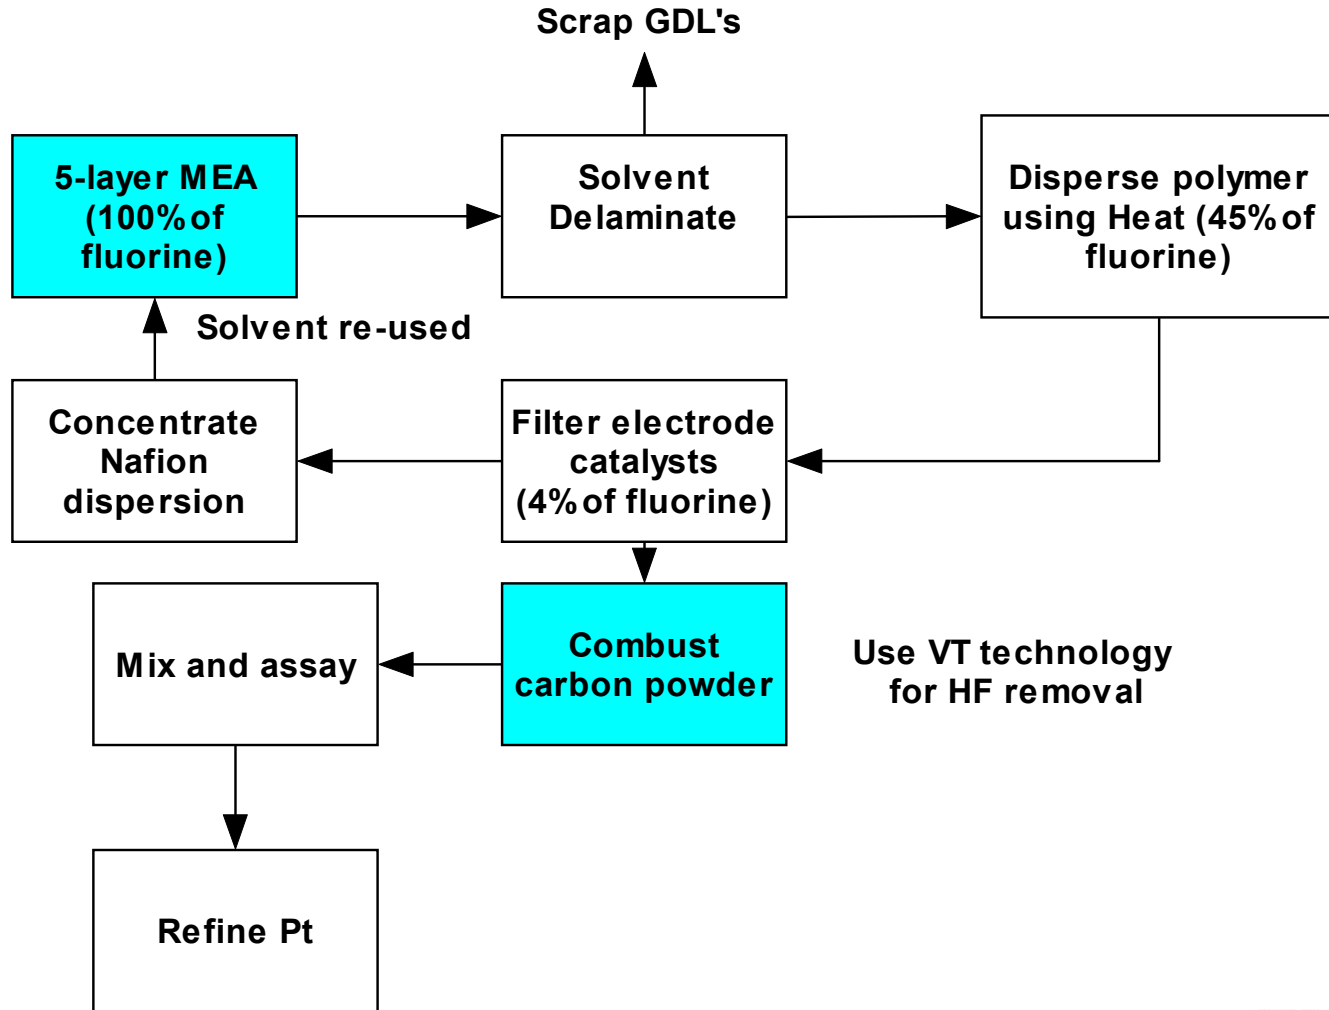 Scrap GDL's
5-layer MEA
(100% of
fluorine)
Solvent
Delaminate
Disperse polymer
using Heat (45% of
fluorine)
Solvent re-used
Concentrate
Nafion
dispersion
Filter electrode
catalysts
(4% of fluorine)
Mix and assay
Combust
carbon powder
Use VT technology
for HF removal
Refine Pt